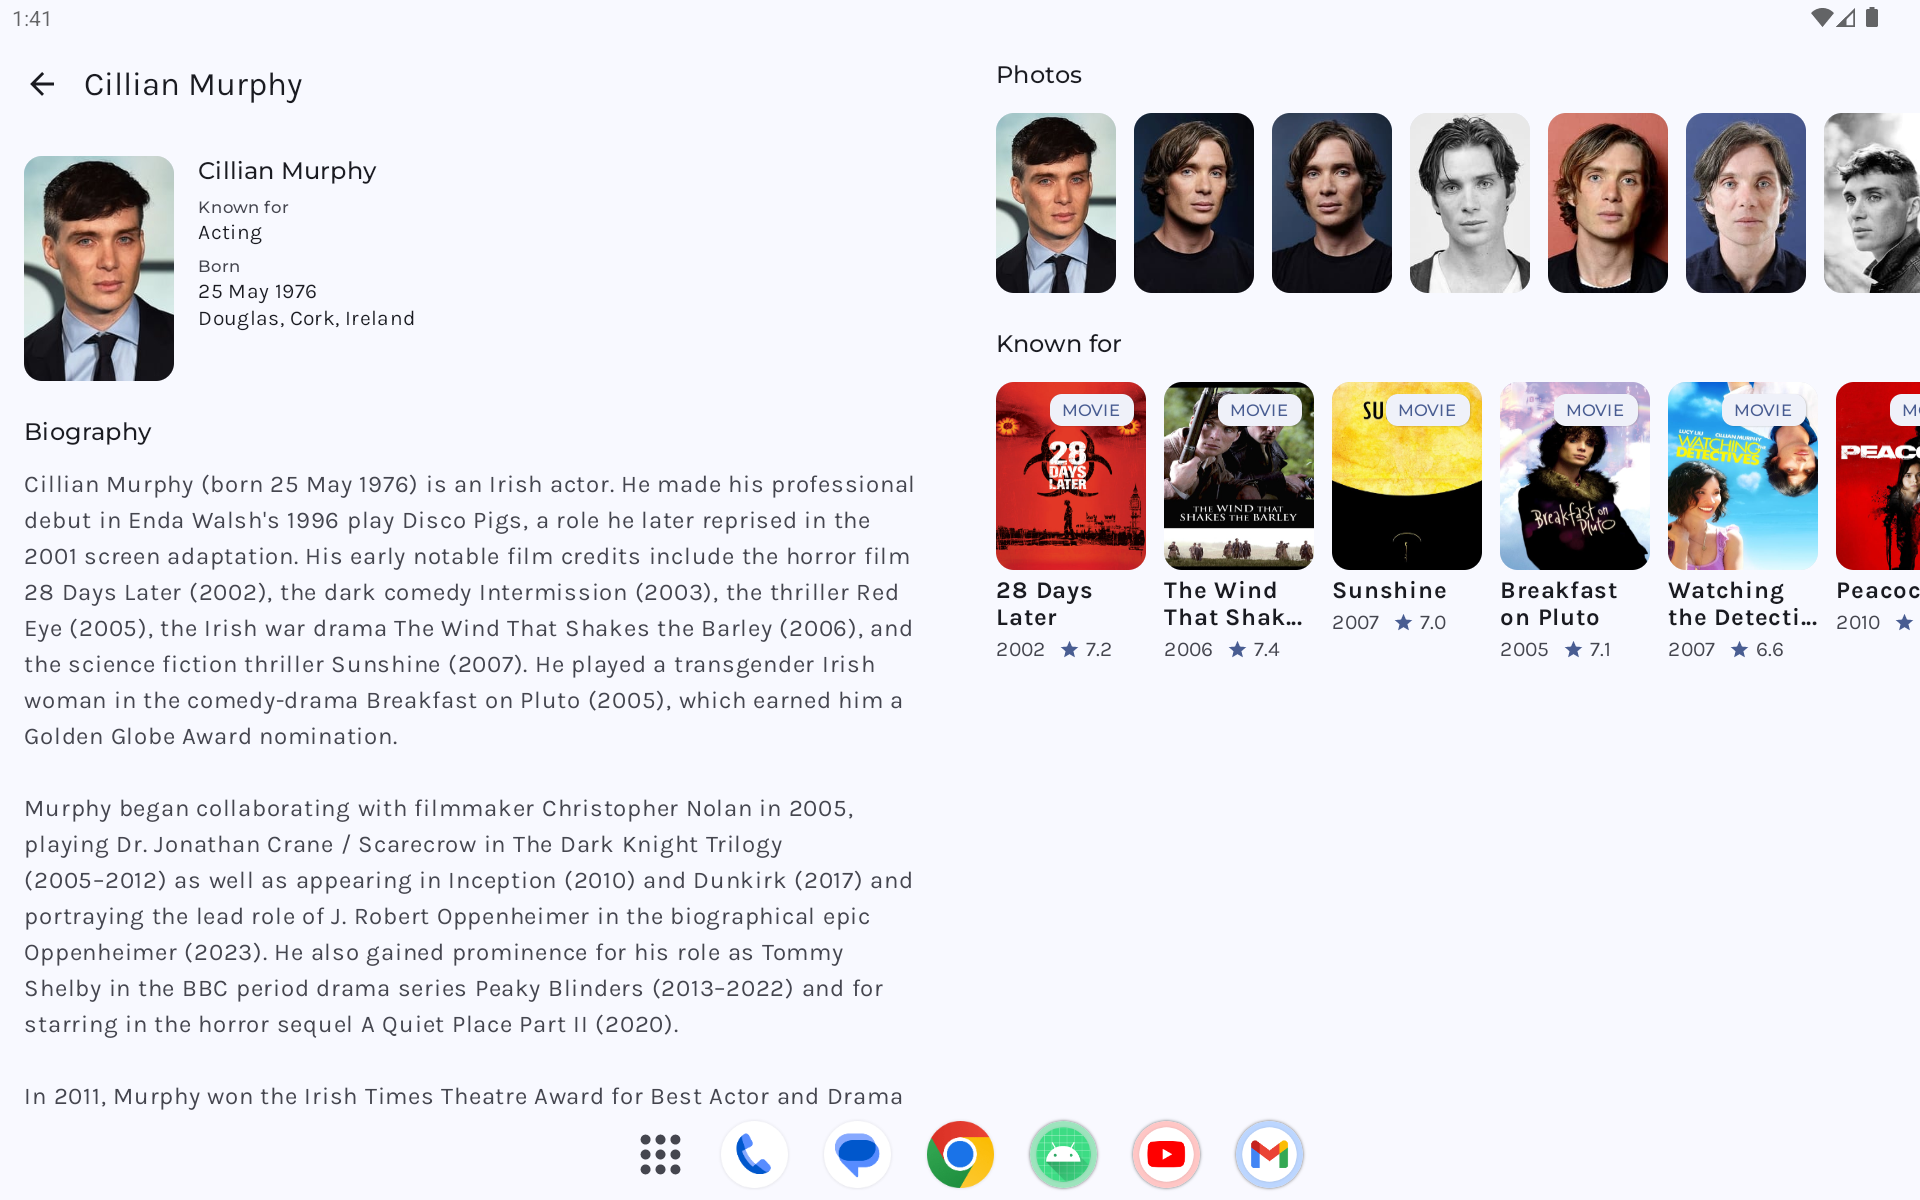 1:41
Cillian Murphy
Cillian Murphy
Known for
Acting
Born
25 May 1976
Douglas, Cork, Ireland
Biography
Cillian Murphy (born 25 May 1976) is an Irish actor. He made his professional
debut in Enda Walsh's 1996 play Disco Pigs, a role he later reprised in the
2001 screen adaptation. His early notable film credits include the horror film
28 Days Later (2002), the dark comedy Intermission (2003), the thriller Red
Eye (2005), the Irish war drama The Wind That Shakes the Barley (2006), and
the science fiction thriller Sunshine (2007). He played a transgender Irish
woman in the comedy-drama Breakfast on Pluto (2005), which earned him a
Golden Globe Award nomination.
Murphy began collaborating with filmmaker Christopher Nolan in 2005,
playing Dr. Jonathan Crane / Scarecrow in The Dark Knight Trilogy
(2005–2012) as well as appearing in Inception (2010) and Dunkirk (2017) and
portraying the lead role of J. Robert Oppenheimer in the biographical epic
Oppenheimer (2023). He also gained prominence for his role as Tommy
Shelby in the BBC period drama series Peaky Blinders (2013–2022) and for
starring in the horror sequel A Quiet Place Part II (2020).
In 2011, Murphy won the Irish Times Theatre Award for Best Actor and Drama
Photos
Known for
MOVIE
28
DAYS
LATER
28 Days
Later
2002 ★ 7.2
MOVIE
THE WIND THAT
SHAKES THE BARLEY
The Wind
That Shak...
2006 ★ 7.4
MOVIE
SU
Sunshine
2007 ★ 7.0
MOVIE
Breakfast on
Pluto
Breakfast
on Pluto
2005 ★ 7.1
MOVIE
LUCY LIU CILLIAN MURPHY
WATCHING
DETECTIVES
Watching
the Detecti...
2007 ★ 6.6
MO
PEACO
Peacoc
2010 ★